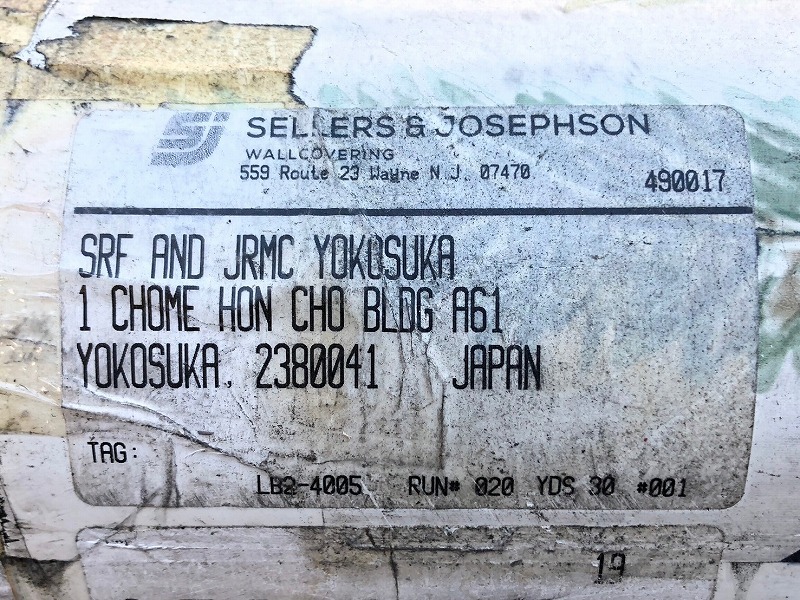 SJ SELLERS & JOSEPHSON
WALLCOVERING
559 Route 23 Wayne N.J. 07470
490017
SRF AND JRMC YOKOSUKA
1 CHOME HON CHO BLDG A61
YOKOSUKA, 2380041 JAPAN
TAG:
LB2-4005 RUN# 020 YDS 30 #001
19